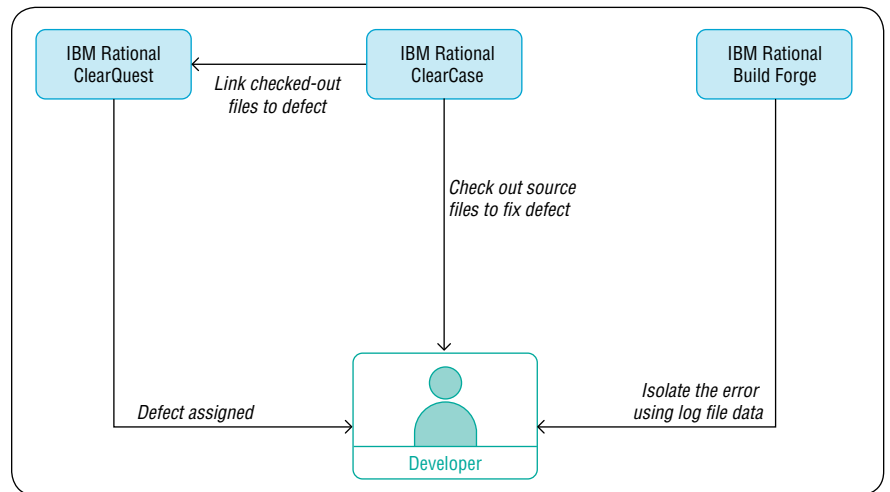 IBM Rational
ClearQuest
IBM Rational
ClearCase
IBM Rational
Build Forge
Link checked-out
files to defect
Check out source
files to fix defect
Defect assigned
Isolate the error
using log file data
Developer